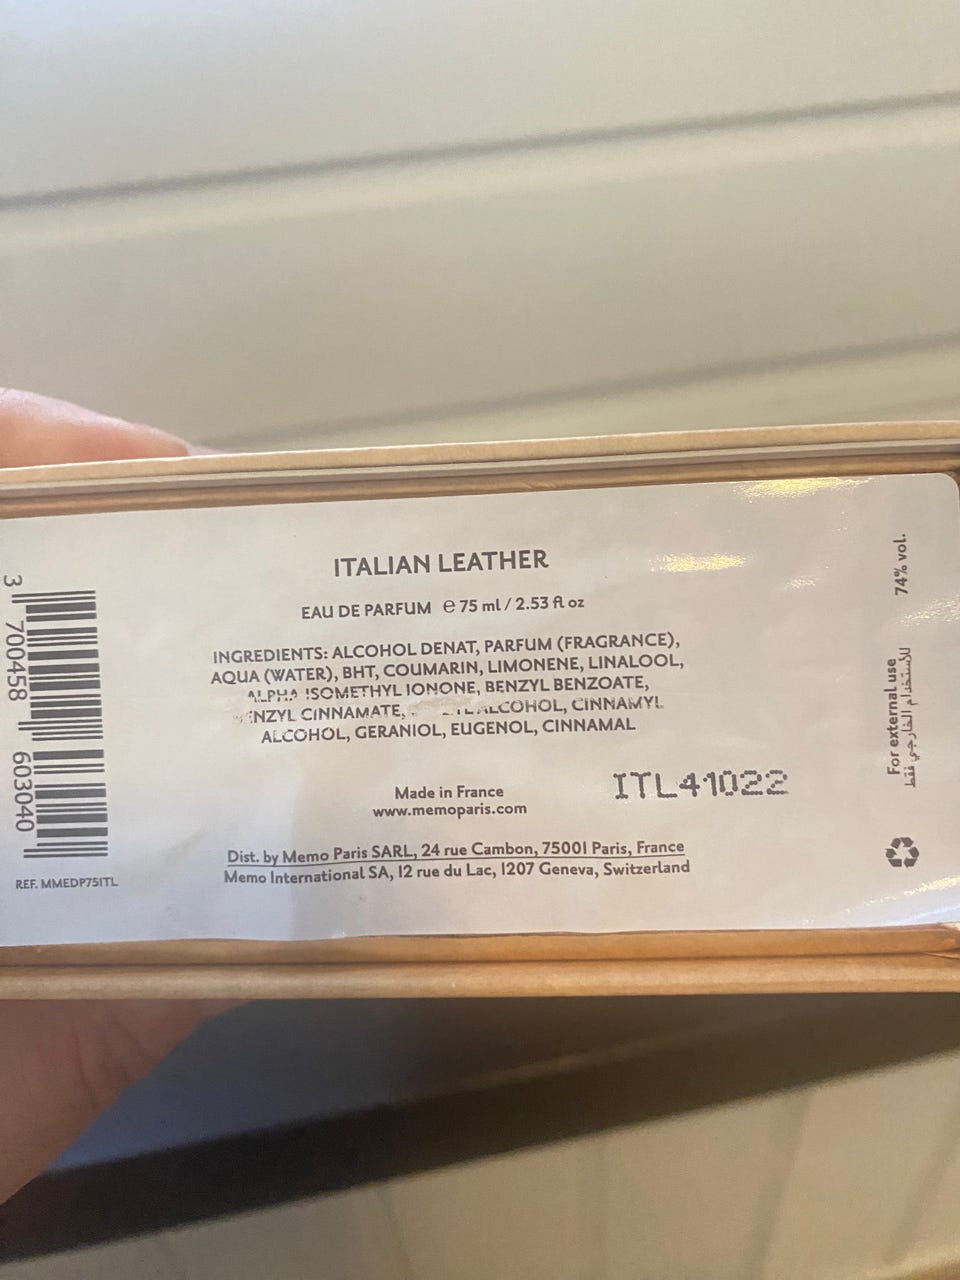 ITALIAN LEATHER
EAU DE PARFUM e 75 ml / 2.53 fl oz
INGREDIENTS: ALCOHOL DENAT, PARFUM (FRAGRANCE),
AQUA (WATER), BHT, COUMARIN, LIMONENE, LINALOOL,
ALPHA ISOMETHYL IONONE, BENZYL BENZOATE,
CINNAMATE, ALCOHOL, CINNAMYL
ALCOHOL, GERANIOL, EUGENOL, CINNAMAL
Made in France
www.memoparis.com
ITL41022
Dist. by Memo Paris SARL, 24 rue Cambon, 75001 Paris, France
Memo International SA, 12 rue du Lac, 1207 Geneva, Switzerland
3 700458 603040
REF. MMEDP75ITL
74% vol.
For external use
للأستخدام الخارجي فقط